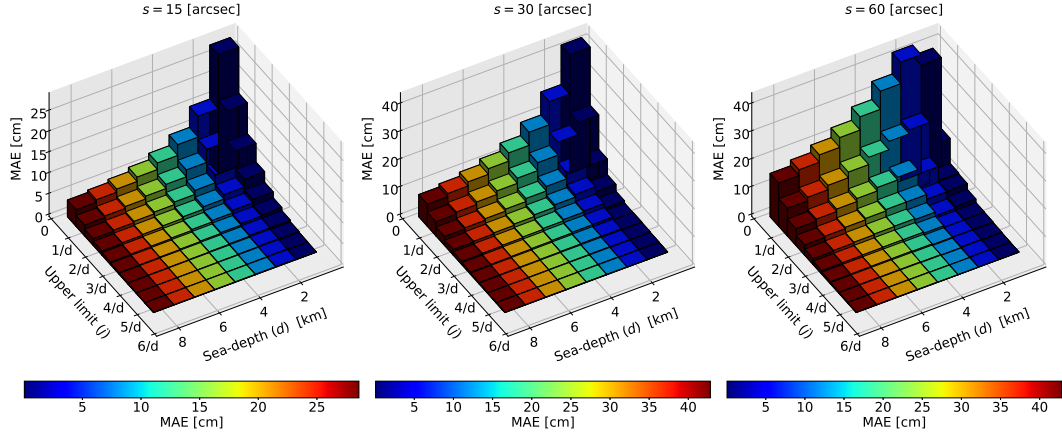 s = 15 [arcsec]
MAE [cm]
25
20
15
10
5
0
0
1/d
2/d
3/d
4/d
5/d
6/d
Upper limit (j)
8
6
4
2
Sea-depth (d) [km]
5 10 15 20 25
MAE [cm]
s = 30 [arcsec]
MAE [cm]
40
30
20
10
0
0
1/d
2/d
3/d
4/d
5/d
6/d
Upper limit (j)
8
6
4
2
Sea-depth (d) [km]
5 10 15 20 25 30 35 40
MAE [cm]
s = 60 [arcsec]
MAE [cm]
40
30
20
10
0
0
1/d
2/d
3/d
4/d
5/d
6/d
Upper limit (j)
8
6
4
2
Sea-depth (d) [km]
5 10 15 20 25 30 35 40
MAE [cm]